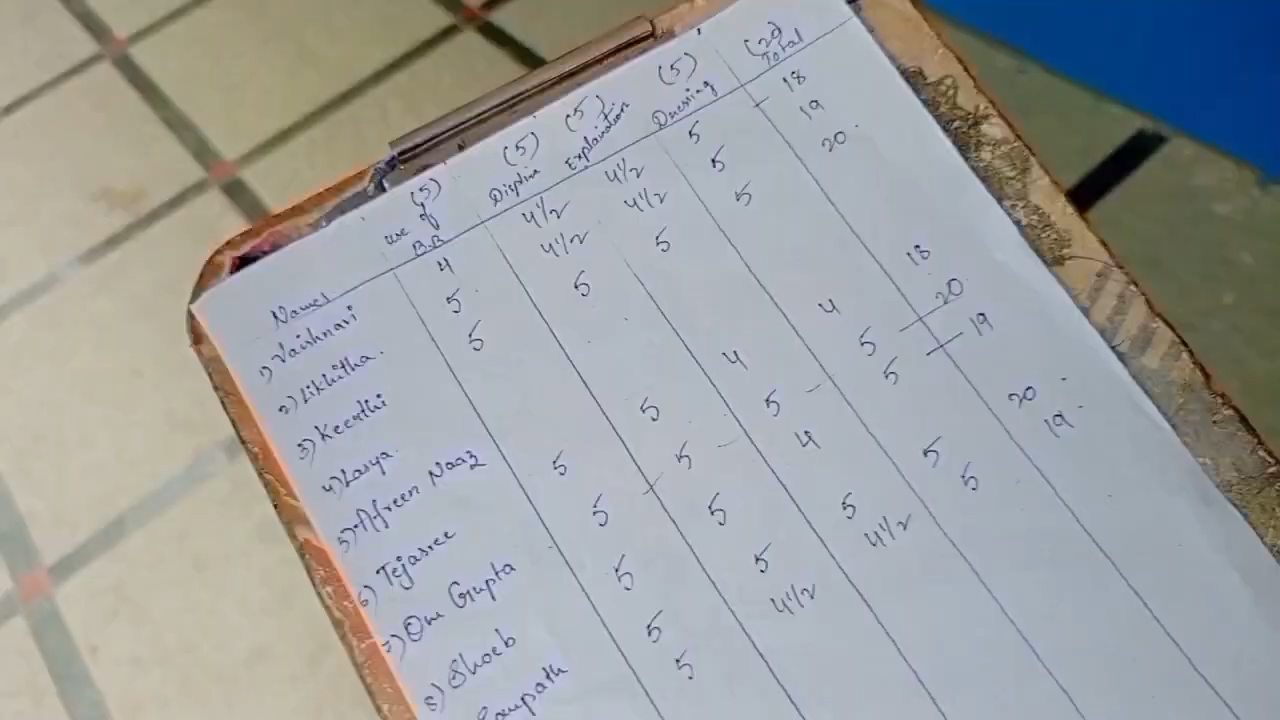 (5) (5) (5) (5) (20)
Names use of B.B Displine Explaination Dressing Total
1) Vaishnavi 4 4½ 4½ 5 18
2) Likhitha. 5 4½ 4½ 5 19
3) Keerthi 5 5 5 5 20
4) Lasya.
5) Afreen Naaz 5 5 4 4 18
6) Tejasree 5 5 5 5 20
7) Om Gupta 5 5 4 5 19
8) Shoeb 5 5 5 5 20
Sampath 5 4½ 4½ 5 19